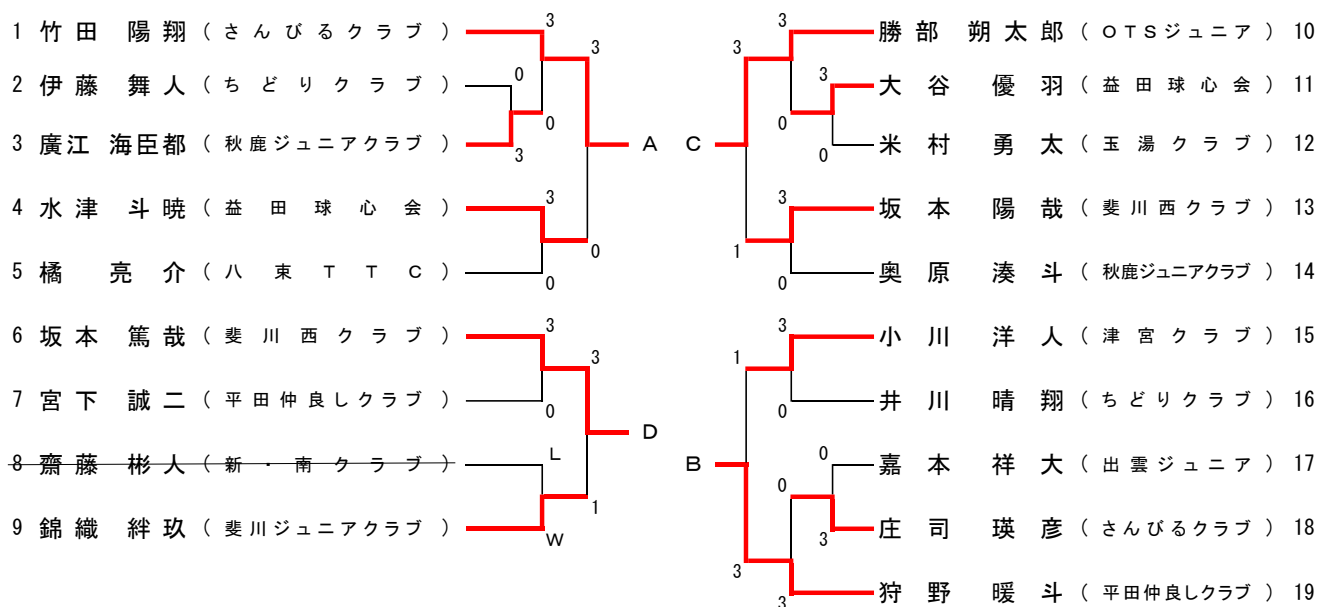 1 竹田 陽翔 (さんびるクラブ)
2 伊藤 舞人 (ちどりクラブ)
3 廣江 海臣都 (秋鹿ジュニアクラブ)
4 水津 斗暁 (益田球心会)
5 橘 亮介 (八束TTC)
6 坂本 篤哉 (斐川西クラブ)
7 宮下 誠二 (平田仲良しクラブ)
8 齋藤 彬人 (新・南クラブ)
9 錦織 絆玖 (斐川ジュニアクラブ)
3
0
3
0
3
3
0
0
A
3
0
3
L
W
1
D
勝部 朔太郎 (OTSジュニア) 10
大谷 優羽 (益田球心会) 11
米村 勇太 (玉湯クラブ) 12
坂本 陽哉 (斐川西クラブ) 13
奥原 湊斗 (秋鹿ジュニアクラブ) 14
小川 洋人 (津宮クラブ) 15
井川 晴翔 (ちどりクラブ) 16
嘉本 祥大 (出雲ジュニア) 17
庄司 瑛彦 (さんびるクラブ) 18
狩野 暖斗 (平田仲良しクラブ) 19
3
3
3
0
0
C
3
1
0
3
1
0
B
0
0
3
3
3